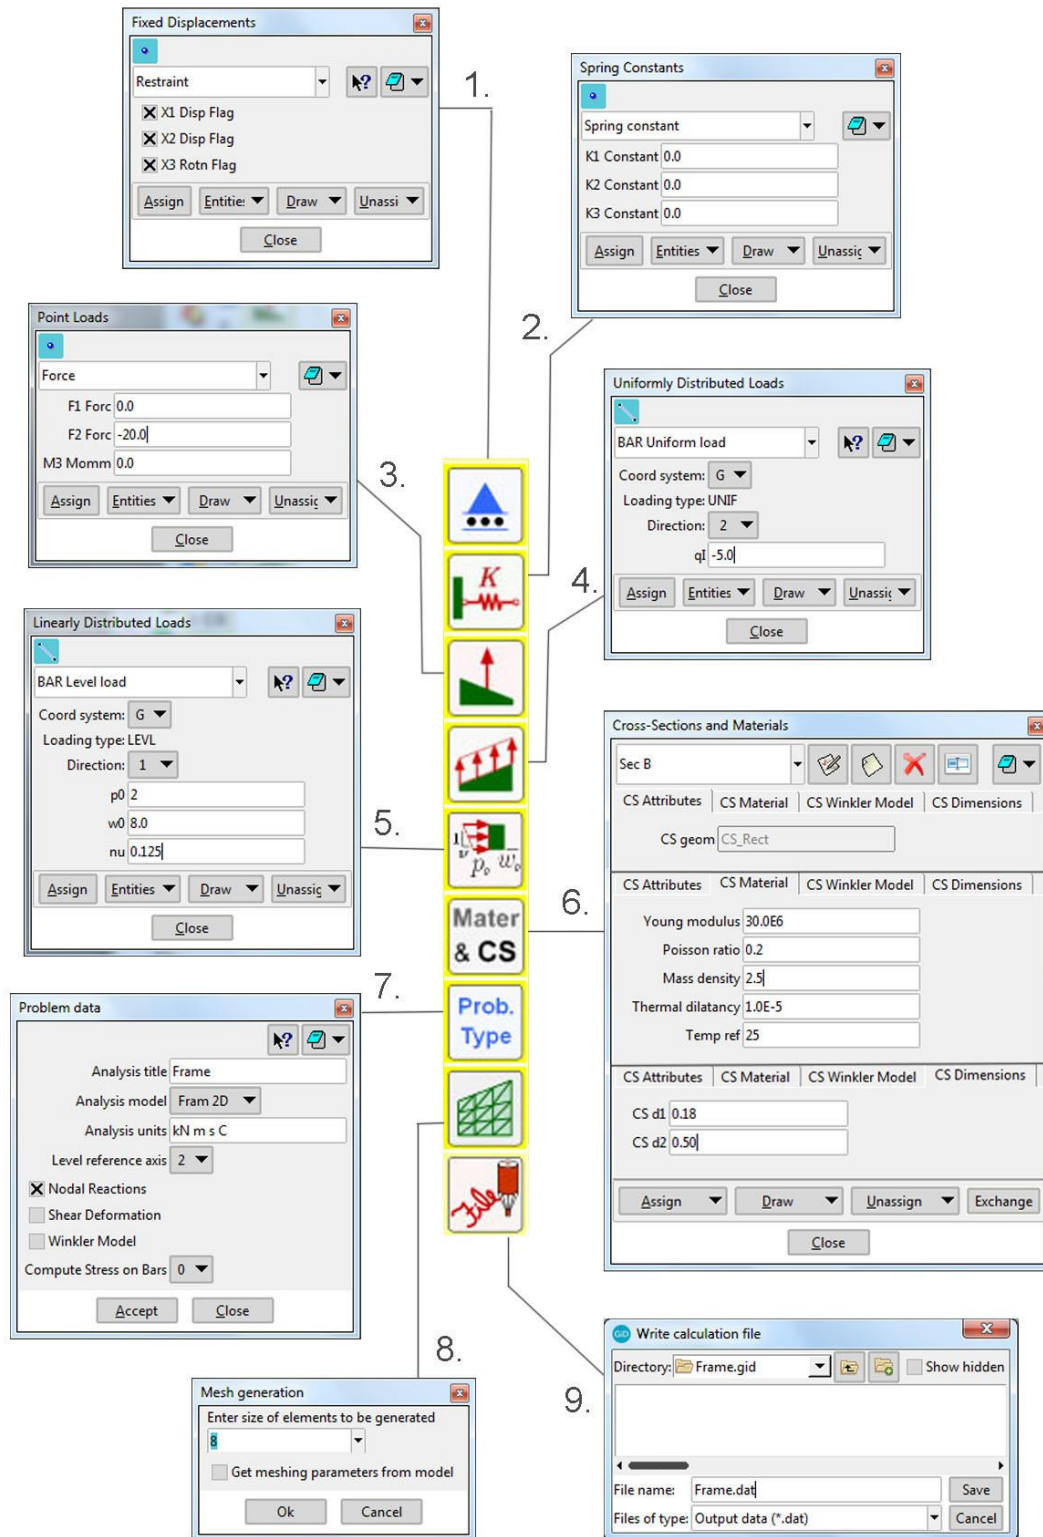 Fixed Displacements
Restraint
X1 Disp Flag
X2 Disp Flag
X3 Rotn Flag
Assign Entitie: Draw Unassi
Close
1.
Spring Constants
Spring constant
K1 Constant 0.0
K2 Constant 0.0
K3 Constant 0.0
Assign Entities Draw Unassig
Close
2.
Point Loads
Force
F1 Forc 0.0
F2 Forc -20.0
M3 Momm 0.0
Assign Entities Draw Unassig
Close
3.
Uniformly Distributed Loads
BAR Uniform load
Coord system: G
Loading type: UNIF
Direction: 2
qI -5.0
Assign Entities Draw Unassig
Close
4.
K
Linearly Distributed Loads
BAR Level load
Coord system: G
Loading type: LEVL
Direction: 1
p0 2
w0 8.0
nu 0.125
Assign Entities Draw Unassig
Close
5.
1 ν p₀ w₀
Mater
& CS
Cross-Sections and Materials
Sec B
CS Attributes CS Material CS Winkler Model CS Dimensions
CS geom CS_Rect
CS Attributes CS Material CS Winkler Model CS Dimensions
Young modulus 30.0E6
Poisson ratio 0.2
Mass density 2.5
Thermal dilatancy 1.0E-5
Temp ref 25
CS Attributes CS Material CS Winkler Model CS Dimensions
CS d1 0.18
CS d2 0.50
Assign Draw Unassign Exchange
Close
6.
Prob.
Type
Problem data
Analysis title Frame
Analysis model Fram 2D
Analysis units kN m s C
Level reference axis 2
Nodal Reactions
Shear Deformation
Winkler Model
Compute Stress on Bars 0
Accept Close
7.
Mesh generation
Enter size of elements to be generated
8
Get meshing parameters from model
Ok Cancel
8.
File
GiD Write calculation file
Directory: Frame.gid Show hidden
File name: Frame.dat Save
Files of type: Output data (*.dat) Cancel
9.